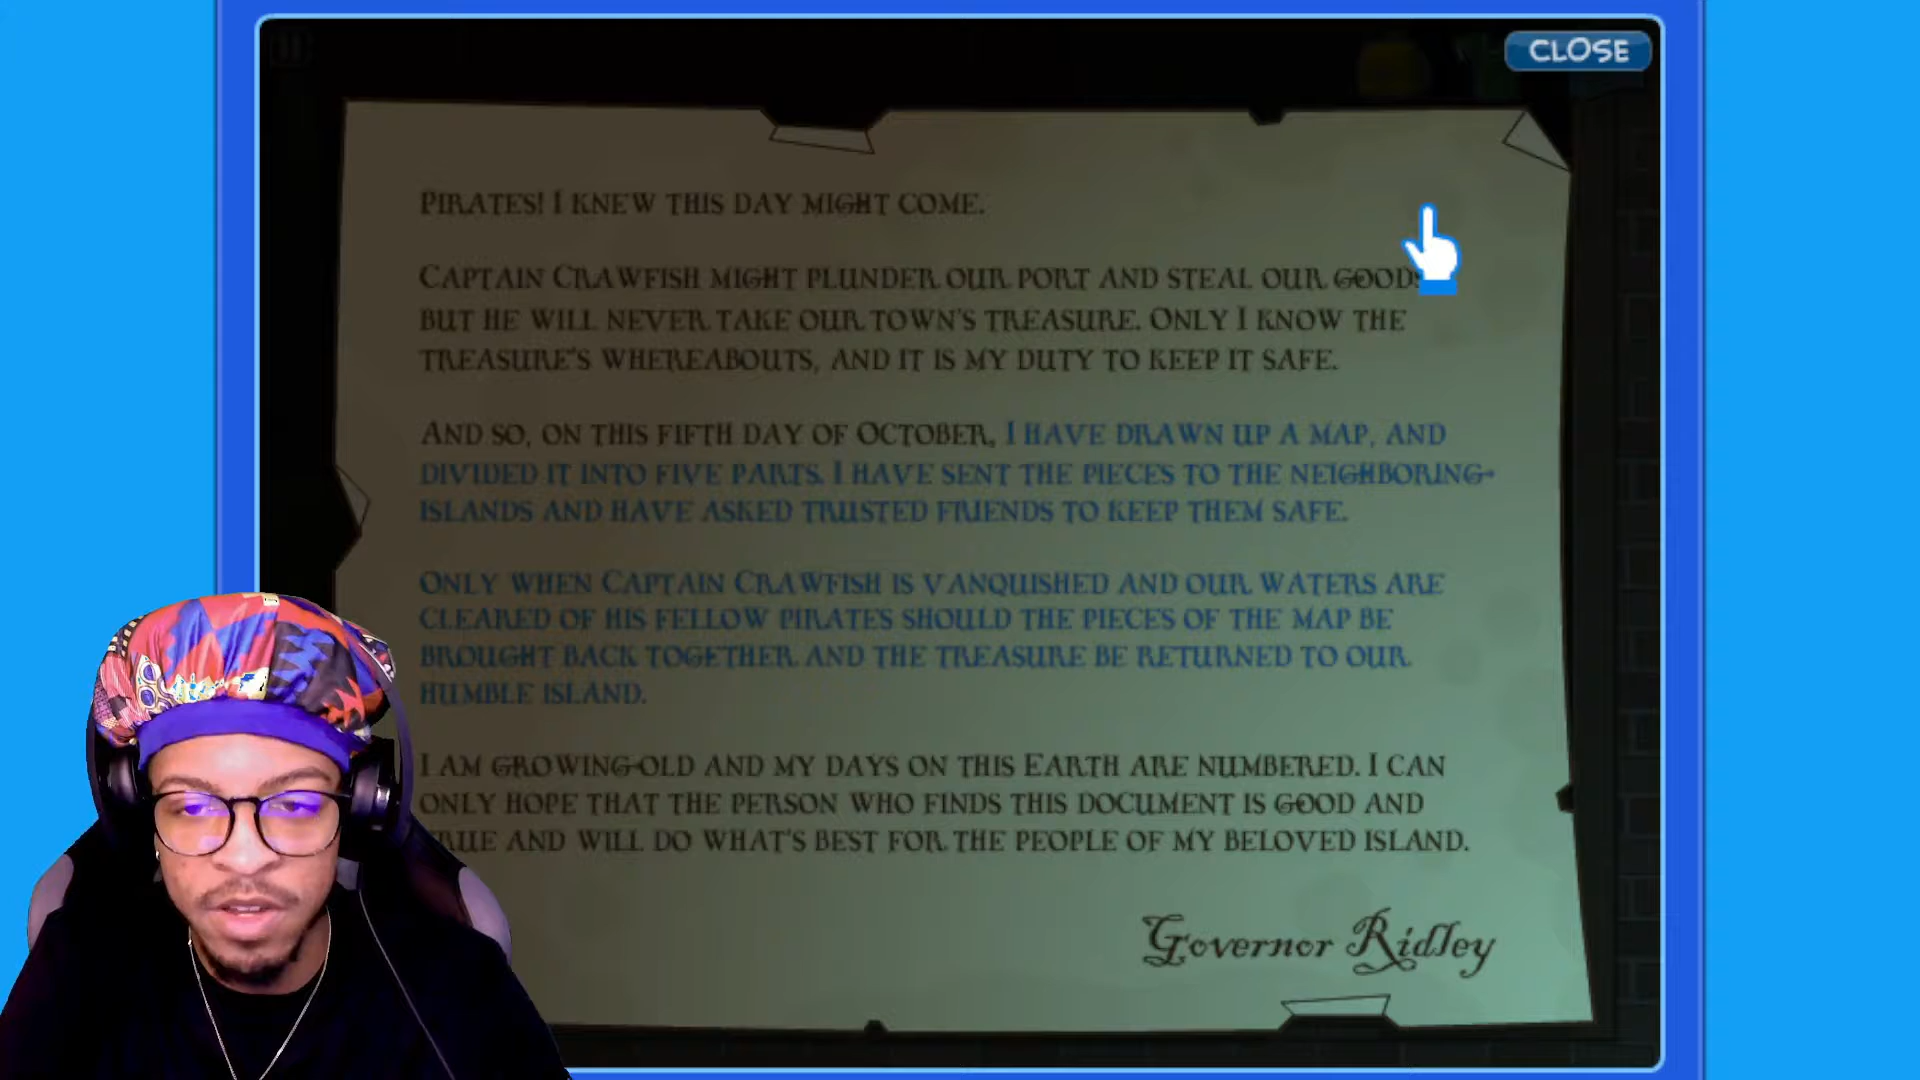 CLOSE
PIRATES! I KNEW THIS DAY MIGHT COME.
CAPTAIN CRAWFISH MIGHT PLUNDER OUR PORT AND STEAL OUR GOODS
BUT HE WILL NEVER TAKE OUR TOWN'S TREASURE. ONLY I KNOW THE
TREASURE'S WHEREABOUTS, AND IT IS MY DUTY TO KEEP IT SAFE.
AND SO, ON THIS FIFTH DAY OF OCTOBER, I HAVE DRAWN UP A MAP, AND
DIVIDED IT INTO FIVE PARTS. I HAVE SENT THE PIECES TO THE NEIGHBORING
ISLANDS AND HAVE ASKED TRUSTED FRIENDS TO KEEP THEM SAFE.
ONLY WHEN CAPTAIN CRAWFISH IS VANQUISHED AND OUR WATERS ARE
CLEARED OF HIS FELLOW PIRATES SHOULD THE PIECES OF THE MAP BE
BROUGHT BACK TOGETHER AND THE TREASURE BE RETURNED TO OUR
HUMBLE ISLAND.
I AM GROWING OLD AND MY DAYS ON THIS EARTH ARE NUMBERED. I CAN
ONLY HOPE THAT THE PERSON WHO FINDS THIS DOCUMENT IS GOOD AND
AND WILL DO WHAT'S BEST FOR THE PEOPLE OF MY BELOVED ISLAND.
Governor Ridley